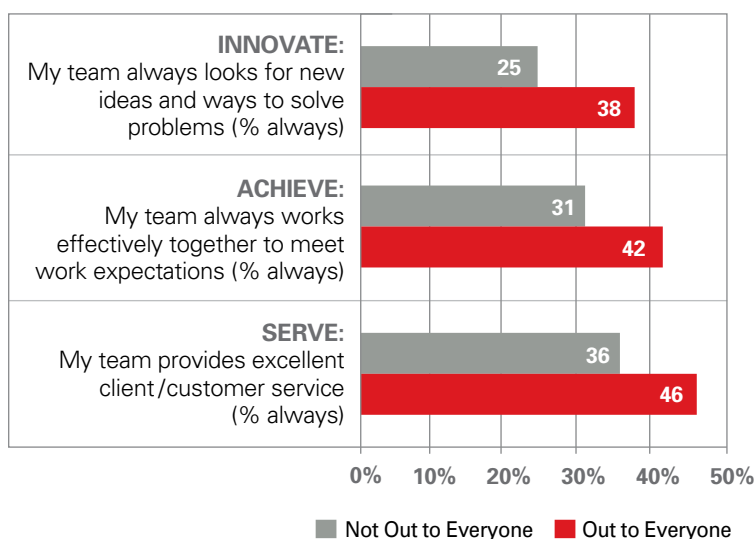 INNOVATE:
My team always looks for new
ideas and ways to solve
problems (% always)
25
38
ACHIEVE:
My team always works
effectively together to meet
work expectations (% always)
31
42
SERVE:
My team provides excellent
client/customer service
(% always)
36
46
0% 10% 20% 30% 40% 50%
Not Out to Everyone Out to Everyone